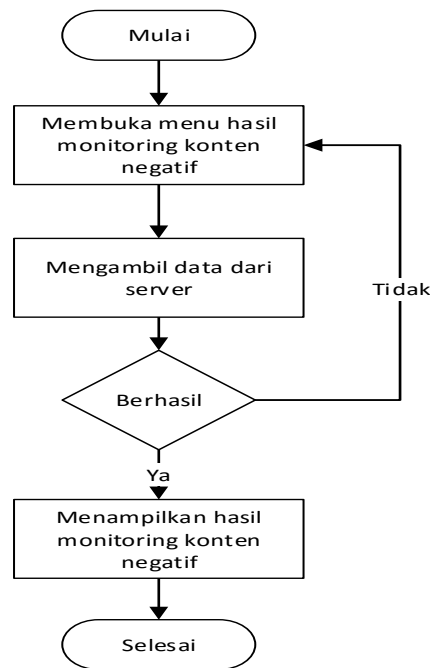 Mulai
Membuka menu hasil
monitoring konten
negatif
Mengambil data dari
server
Tidak
Berhasil
Ya
Menampilkan hasil
monitoring konten
negatif
Selesai